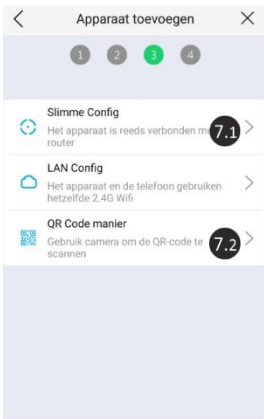 Apparaat toevoegen
1 2 3 4
Slimme Config
Het apparaat is reeds verbonden m
router
7.1
LAN Config
Het apparaat en de telefoon gebruiken
hetzelfde 2.4G Wifi
QR Code manier
Gebruik camera om de QR-code te
scannen
7.2